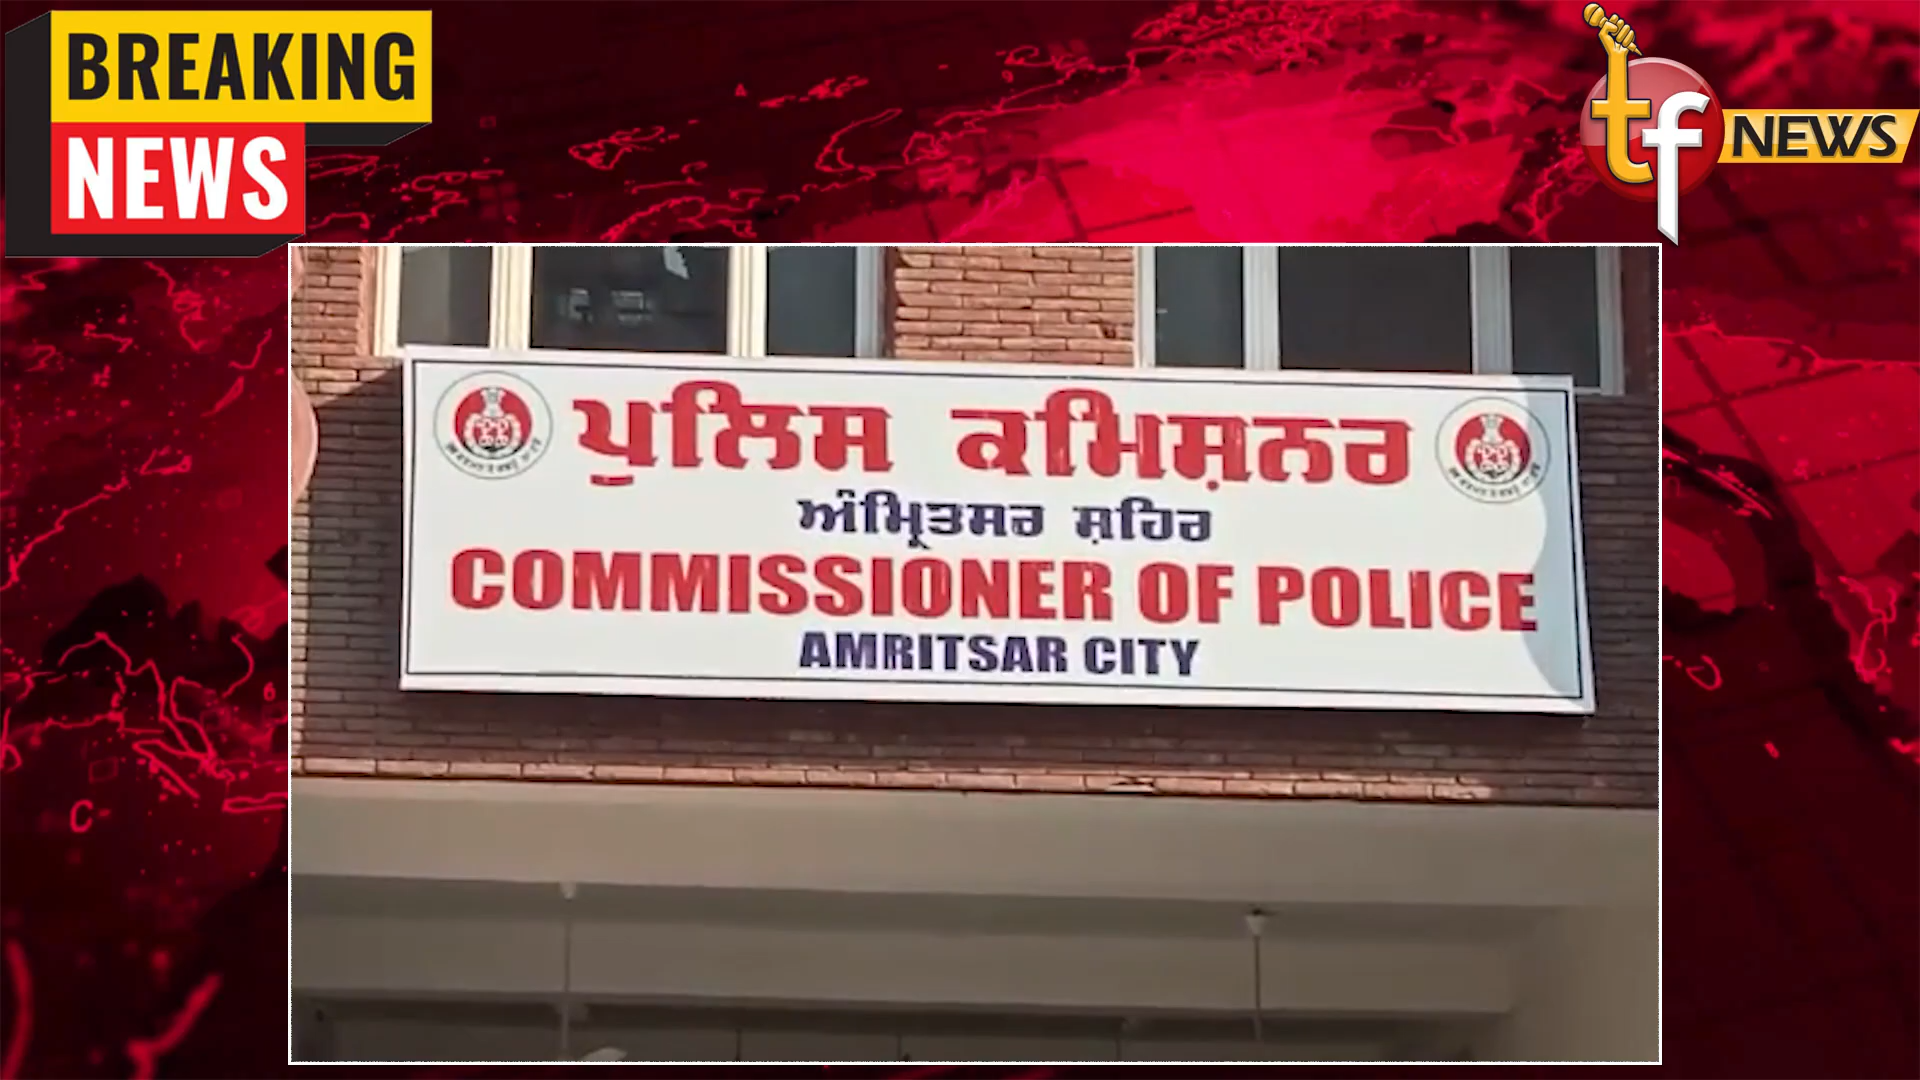 BREAKING
NEWS
tf NEWS
ਪੁਲਿਸ ਕਮਿਸ਼ਨਰ
ਅੰਮ੍ਰਿਤਸਰ ਸ਼ਹਿਰ
COMMISSIONER OF POLICE
AMRITSAR CITY